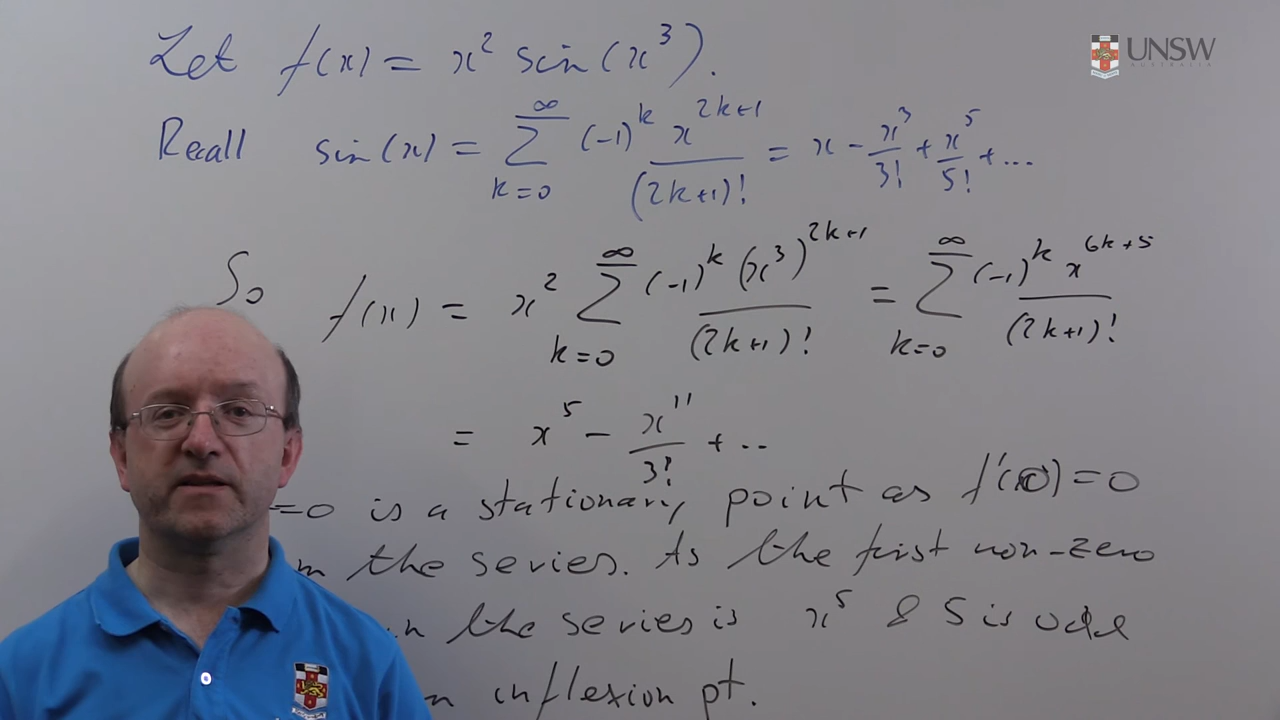 Let f(x) = x² sin(x³).
UNSW
AUSTRALIA
Recall sin(x) = ∑_{k=0}^{∞} (-1)^k x^{2k+1}/(2k+1)! = x - x³/3! + x⁵/5! + ...
So f(x) = x² ∑_{k=0}^{∞} (-1)^k (x³)^{2k+1}/(2k+1)! = ∑_{k=0}^{∞} (-1)^k x^{6k+5}/(2k+1)!
= x⁵ - x¹¹/3! + ...
=0 is a stationary point as f'(0) = 0
the series. As the first non-zero
the series is x⁵ & 5 is odd
inflexion pt.